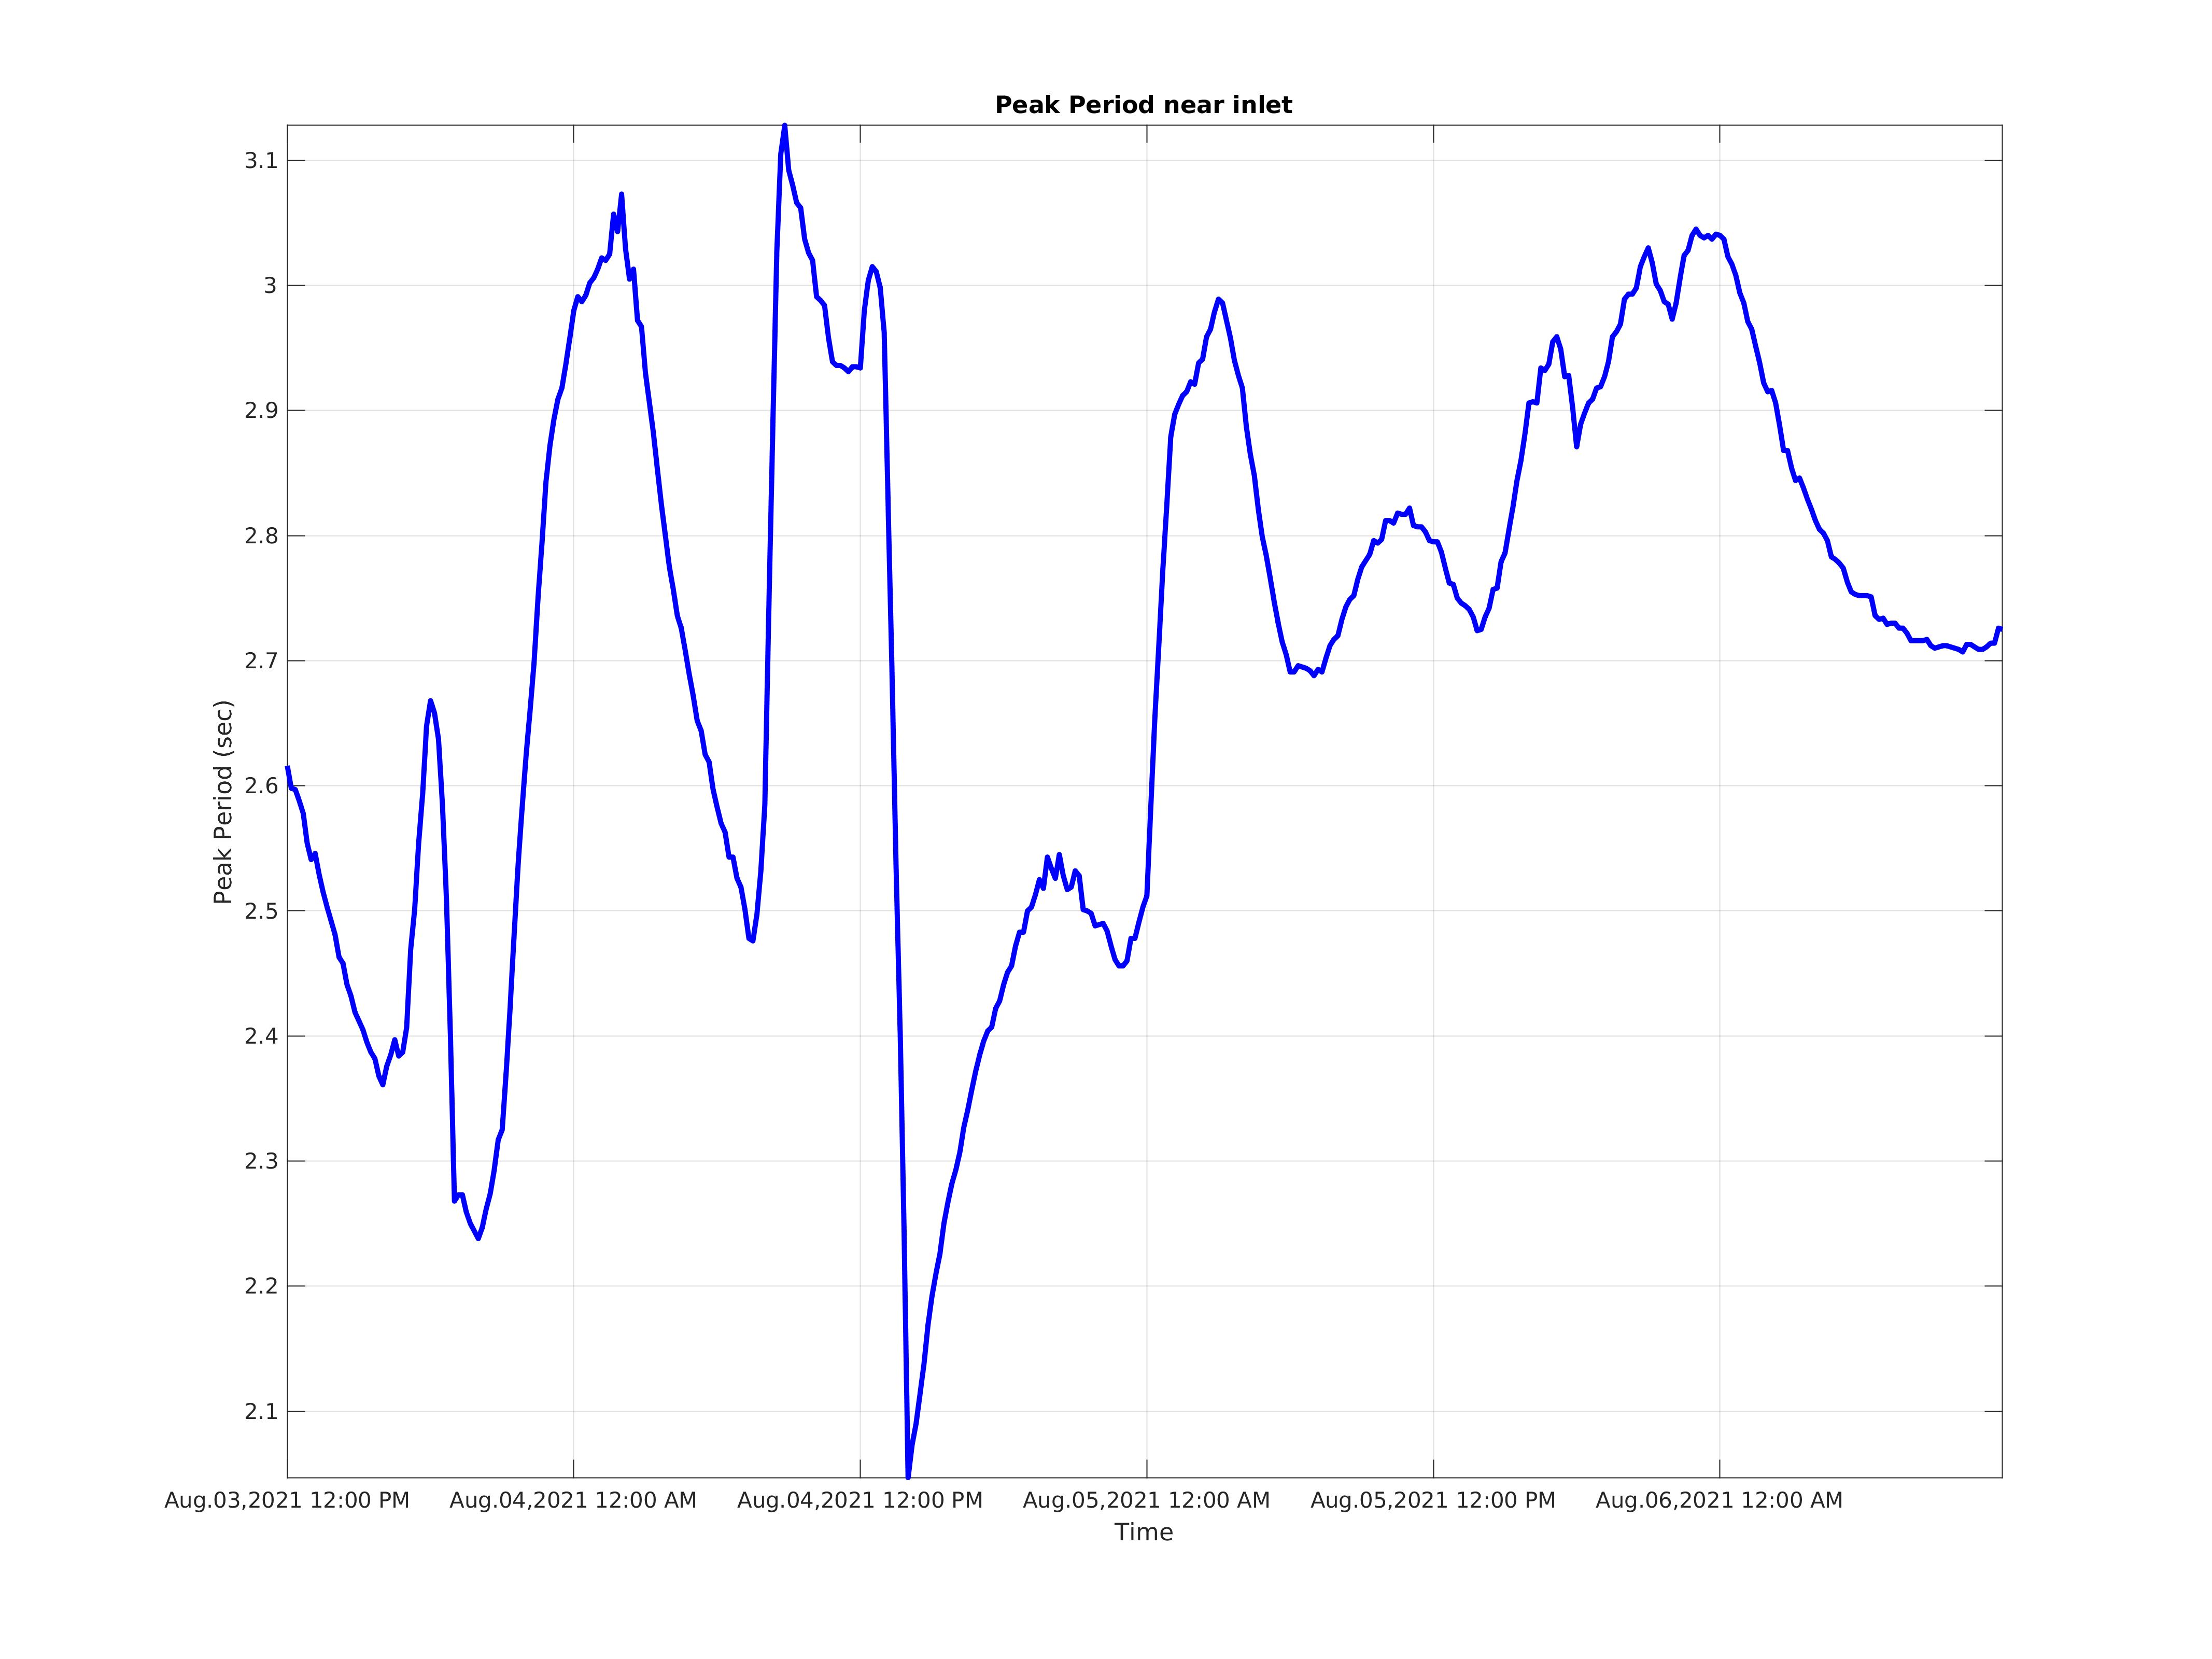 Peak Period near inlet
3.1
3
2.9
2.8
2.7
2.6
2.5
2.4
2.3
2.2
2.1
Peak Period (sec)
Aug.03,2021 12:00 PM Aug.04,2021 12:00 AM Aug.04,2021 12:00 PM Aug.05,2021 12:00 AM Aug.05,2021 12:00 PM Aug.06,2021 12:00 AM
Time